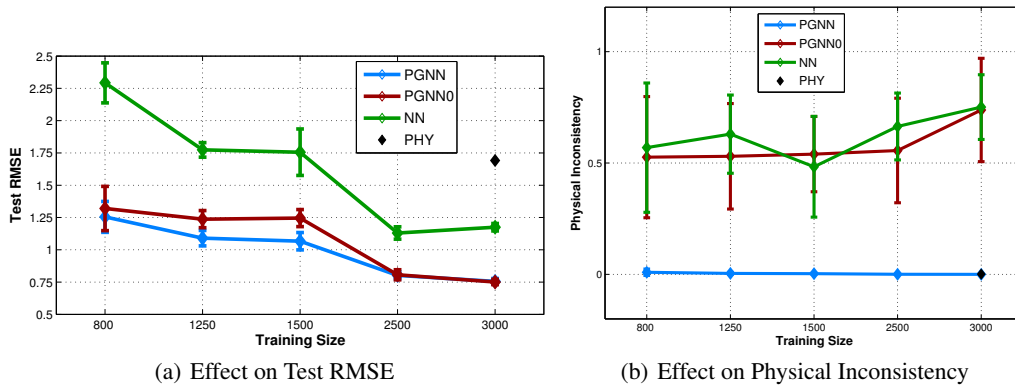 2.5
2.25
2
1.75
1.5
1.25
1
0.75
0.5
Test RMSE
PGNN
PGNN0
NN
PHY
800 1250 1500 2500 3000
Training Size
(a) Effect on Test RMSE
1
0.5
0
Physical Inconsistency
PGNN
PGNN0
NN
PHY
800 1250 1500 2500 3000
Training Size
(b) Effect on Physical Inconsistency